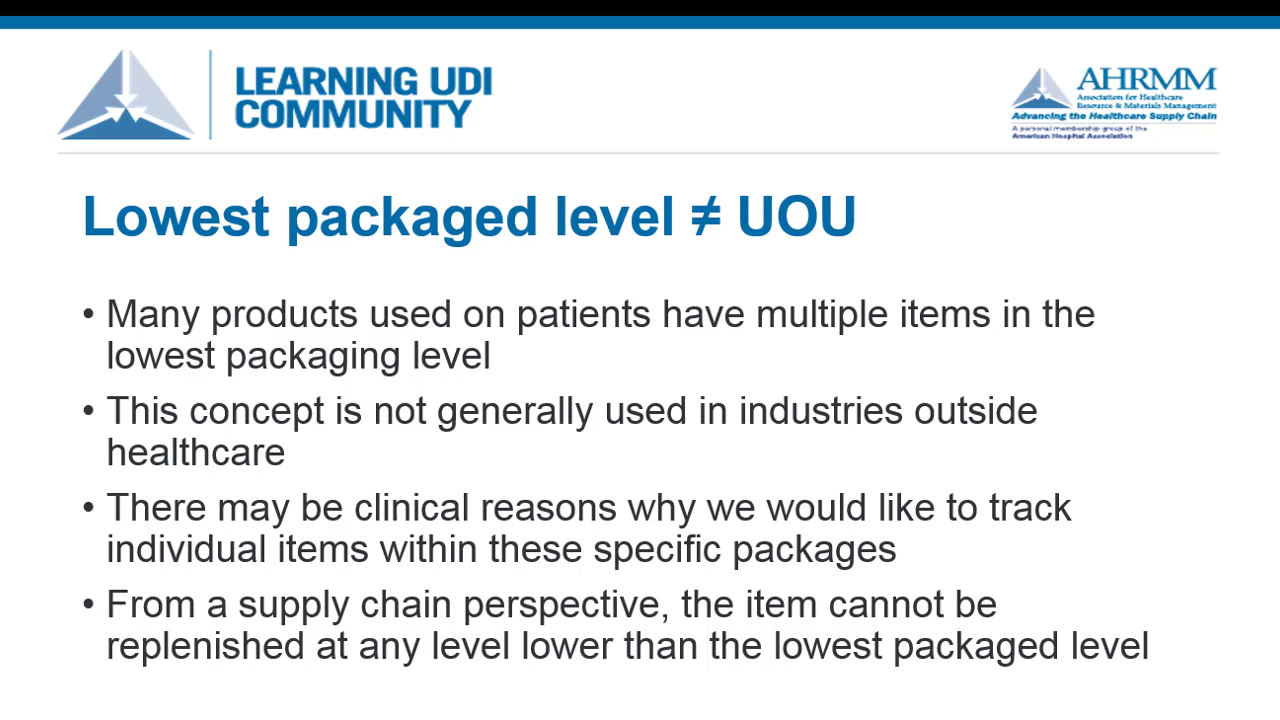 LEARNING UDI
COMMUNITY
AHRMM
Association for Healthcare
Resource & Materials Management
Advancing the Healthcare Supply Chain
A personal membership group of the
American Hospital Association
Lowest packaged level ≠ UOU
• Many products used on patients have multiple items in the
lowest packaging level
• This concept is not generally used in industries outside
healthcare
• There may be clinical reasons why we would like to track
individual items within these specific packages
• From a supply chain perspective, the item cannot be
replenished at any level lower than the lowest packaged level